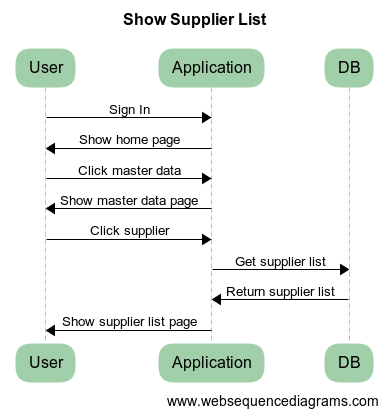 Show Supplier List
User Application DB
Sign In
Show home page
Click master data
Show master data page
Click supplier
Get supplier list
Return supplier list
Show supplier list page
User Application DB
www.websequencediagrams.com